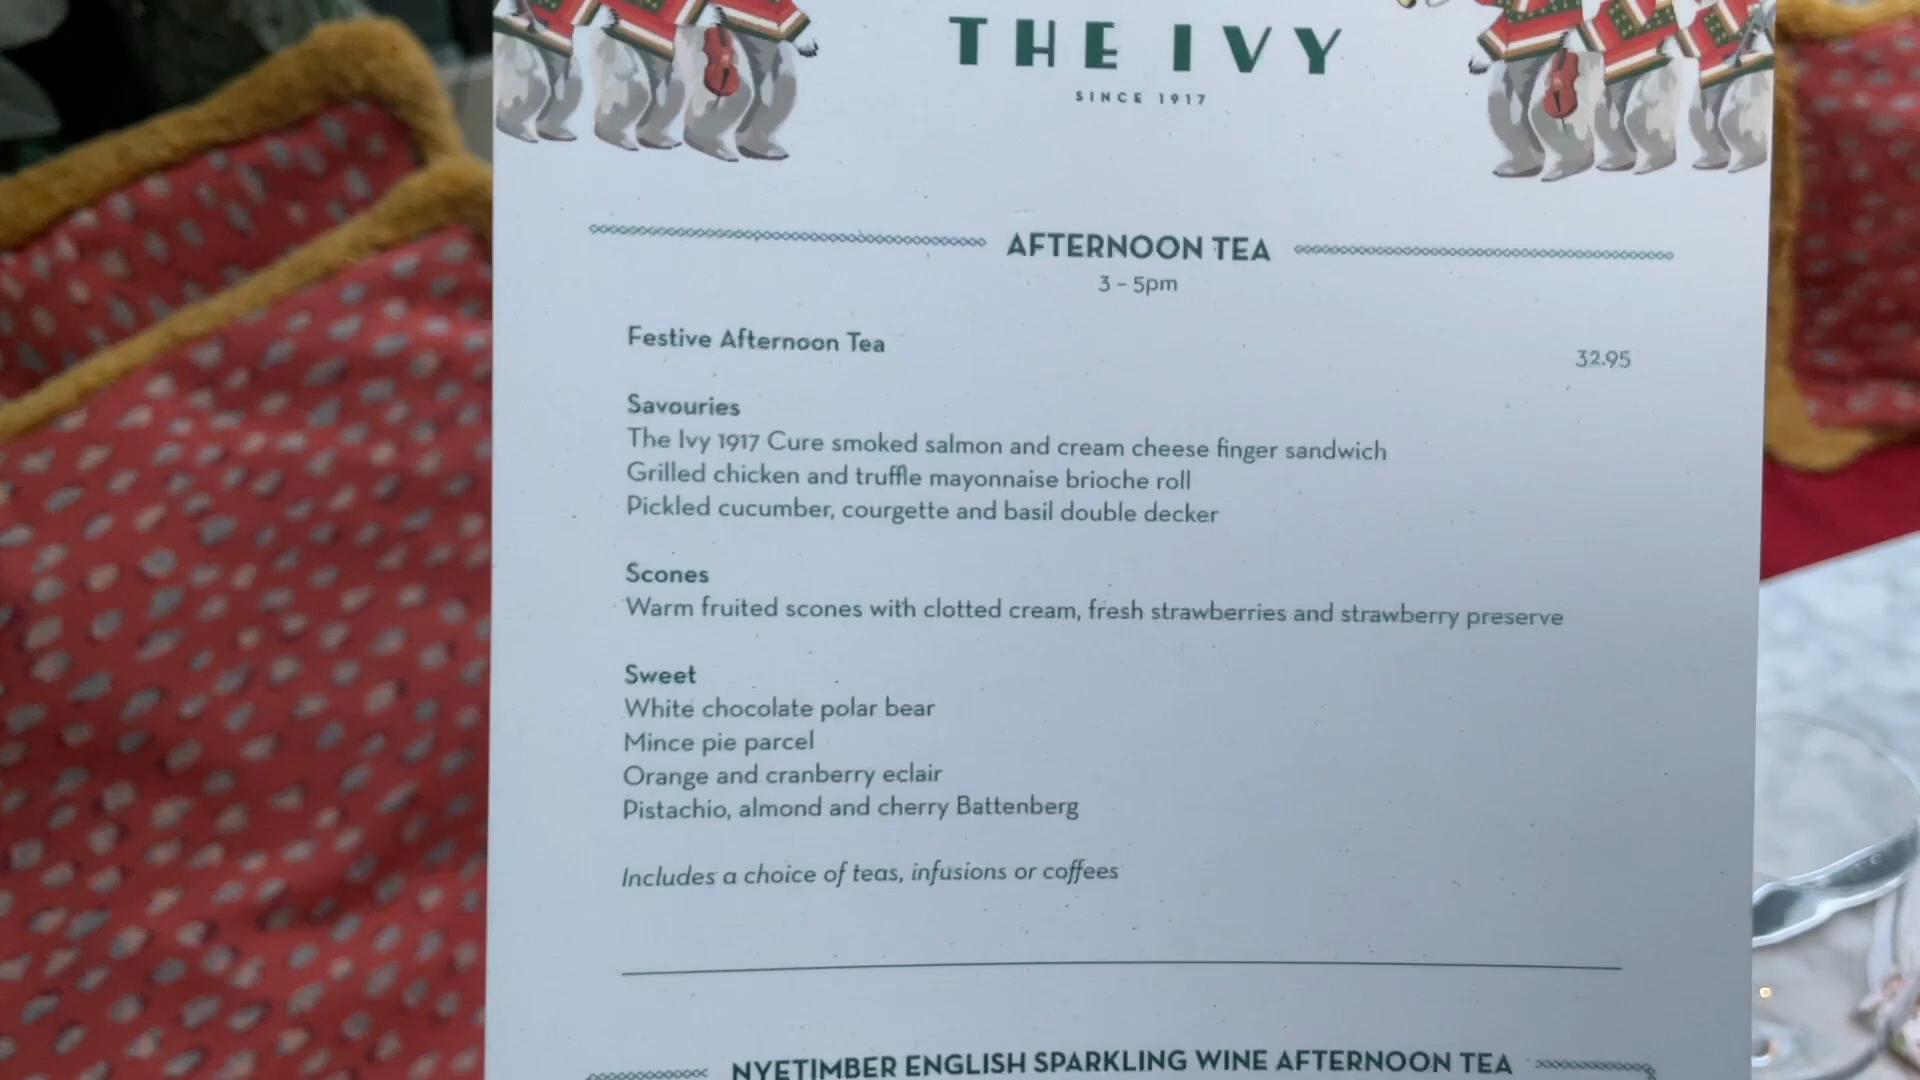 THE IVY
SINCE 1917
AFTERNOON TEA
3 – 5pm
Festive Afternoon Tea
32.95
Savouries
The Ivy 1917 Cure smoked salmon and cream cheese finger sandwich
Grilled chicken and truffle mayonnaise brioche roll
Pickled cucumber, courgette and basil double decker
Scones
Warm fruited scones with clotted cream, fresh strawberries and strawberry preserve
Sweet
White chocolate polar bear
Mince pie parcel
Orange and cranberry eclair
Pistachio, almond and cherry Battenberg
Includes a choice of teas, infusions or coffees
NYETIMBER ENGLISH SPARKLING WINE AFTERNOON TEA